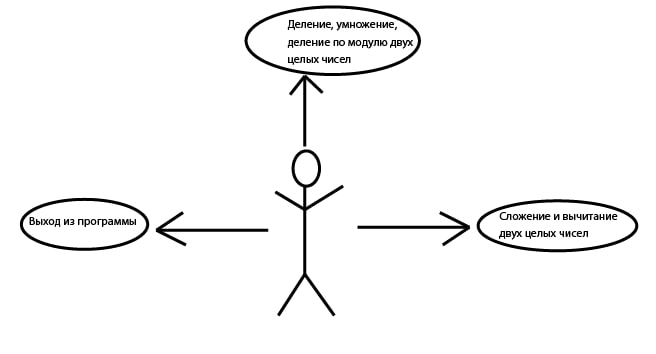 Деление, умножение,
деление по модулю двух
целых чисел
Выход из программы
Сложение и вычитание
двух целых чисел